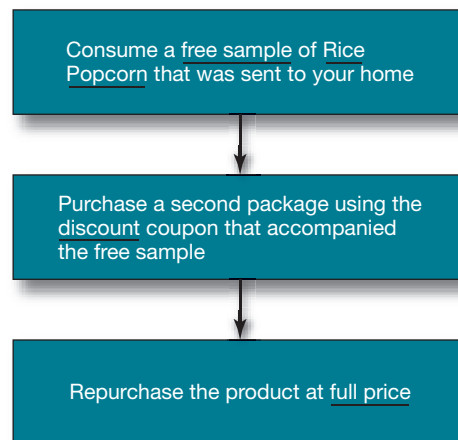 Consume a free sample of Rice
Popcorn that was sent to your home
Purchase a second package using the
discount coupon that accompanied
the free sample
Repurchase the product at full price